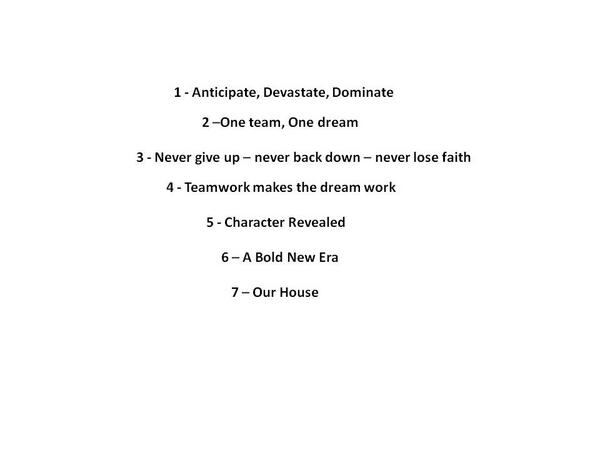 1 - Anticipate, Devastate, Dominate
2 –One team, One dream
3 - Never give up – never back down – never lose faith
4 - Teamwork makes the dream work
5 - Character Revealed
6 – A Bold New Era
7 – Our House